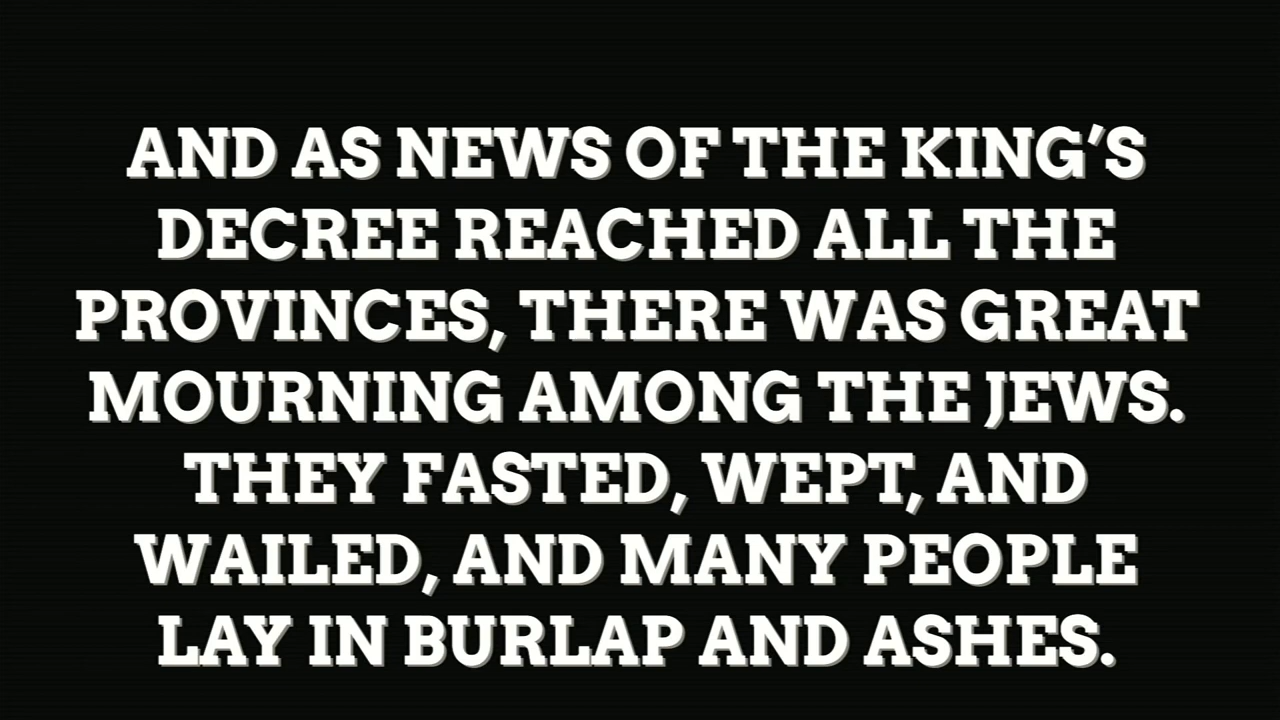 AND AS NEWS OF THE KING’S
DECREE REACHED ALL THE
PROVINCES, THERE WAS GREAT
MOURNING AMONG THE JEWS.
THEY FASTED, WEPT, AND
WAILED, AND MANY PEOPLE
LAY IN BURLAP AND ASHES.